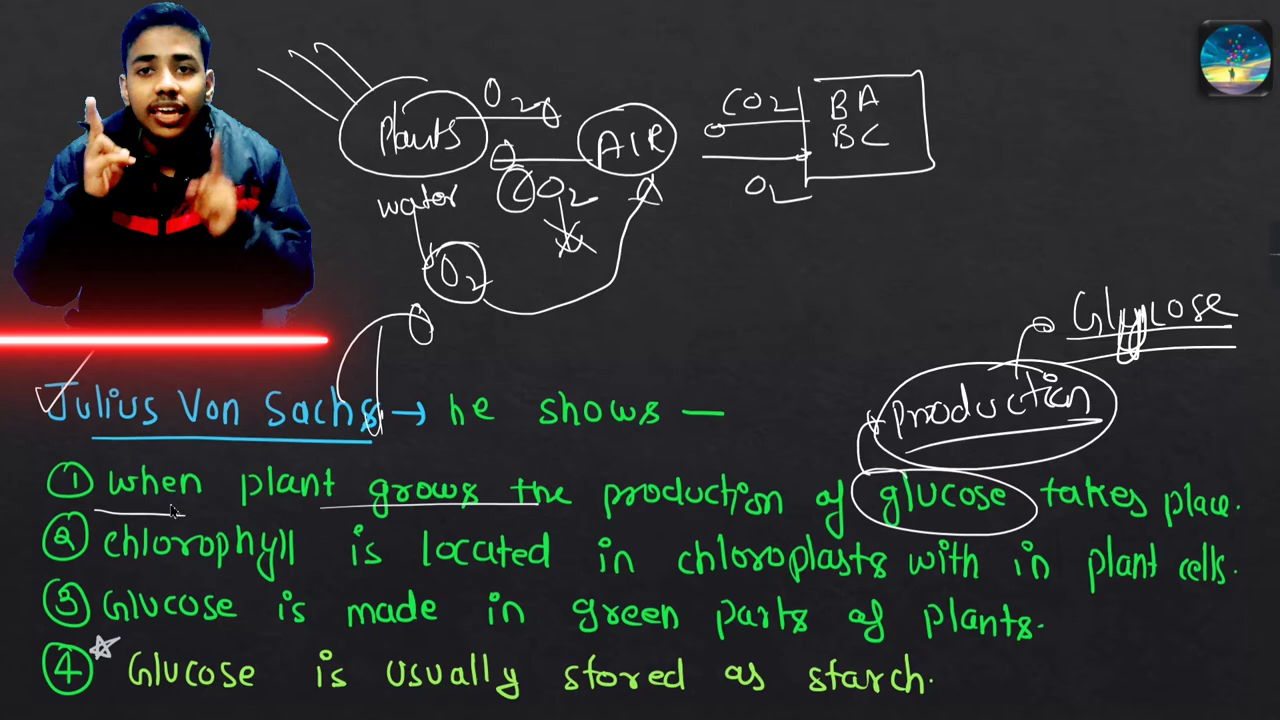 O2
CO2
BA
Plants
AIR
BC
water
CO2
O2
O2
Glycose
Julius Von Sachs → he shows —
production
① when plant grows the production of glucose takes place.
② chlorophyll is located in chloroplasts with in plant cells.
③ Glucose is made in green parts of plants.
④ Glucose is usually stored as starch.